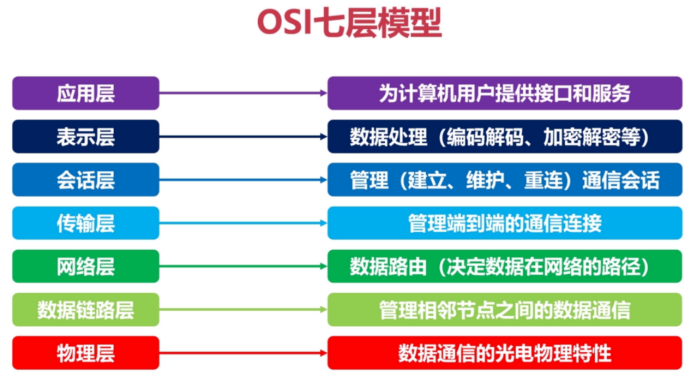 OSI七层模型
应用层
为计算机用户提供接口和服务
表示层
数据处理（编码解码、加密解密等）
会话层
管理（建立、维护、重连）通信会话
传输层
管理端到端的通信连接
网络层
数据路由（决定数据在网络的路径）
数据链路层
管理相邻节点之间的数据通信
物理层
数据通信的光电物理特性